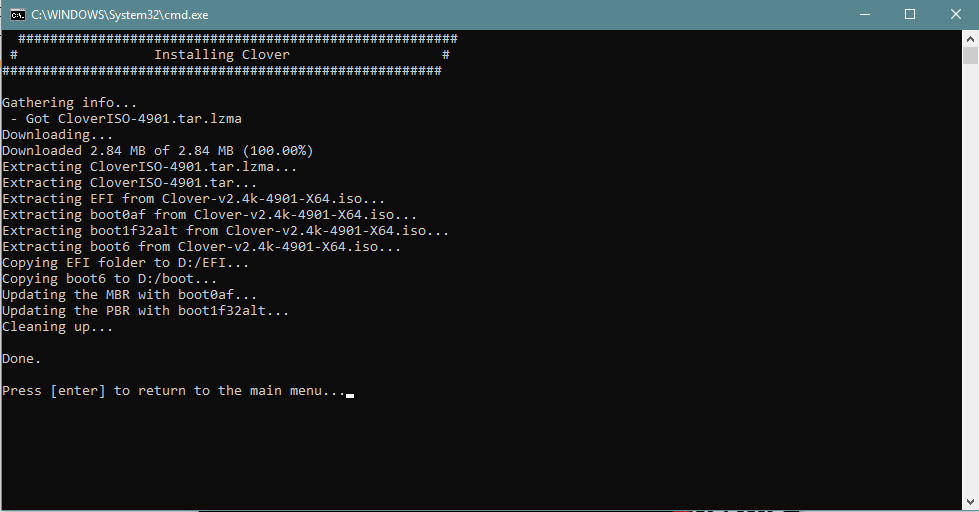 C:\WINDOWS\System32\cmd.exe
#######################################################
# Installing Clover #
#######################################################
Gathering info...
- Got CloverISO-4901.tar.lzma
Downloading...
Downloaded 2.84 MB of 2.84 MB (100.00%)
Extracting CloverISO-4901.tar.lzma...
Extracting CloverISO-4901.tar...
Extracting EFI from Clover-v2.4k-4901-X64.iso...
Extracting boot0af from Clover-v2.4k-4901-X64.iso...
Extracting boot1f32alt from Clover-v2.4k-4901-X64.iso...
Extracting boot6 from Clover-v2.4k-4901-X64.iso...
Copying EFI folder to D:/EFI...
Copying boot6 to D:/boot...
Updating the MBR with boot0af...
Updating the PBR with boot1f32alt...
Cleaning up...
Done.
Press [enter] to return to the main menu...